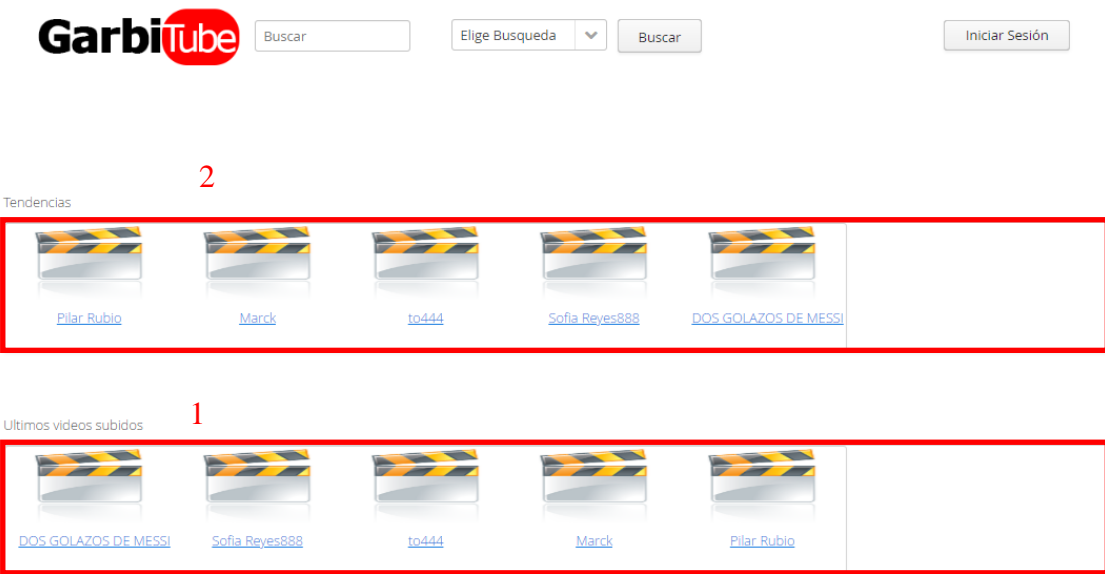 GarbiTube Buscar Elige Busqueda Buscar Iniciar Sesión
2
Tendencias
Pilar Rubio Marck to444 Sofia Reyes888 DOS GOLAZOS DE MESSI
1
Ultimos videos subidos
DOS GOLAZOS DE MESSI Sofia Reyes888 to444 Marck Pilar Rubio